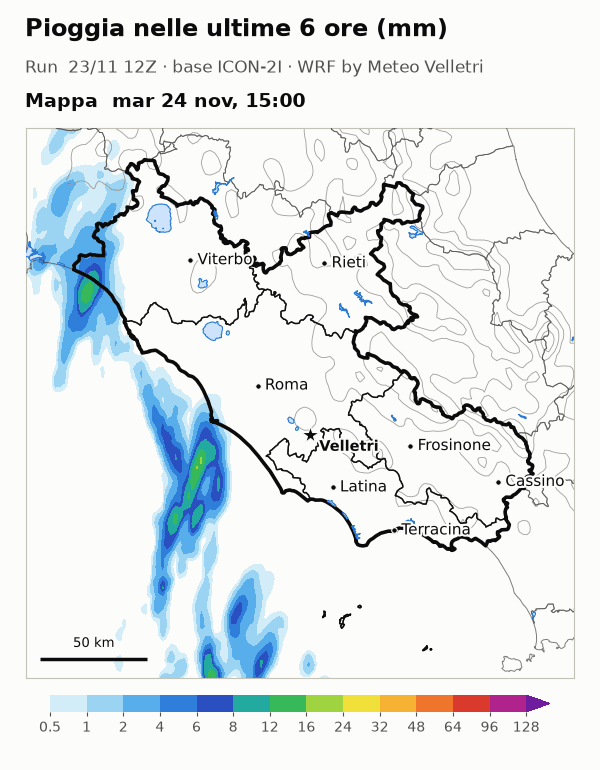 Pioggia nelle ultime 6 ore (mm)
Run  23/11 12Z · base ICON-2I · WRF by Meteo Velletri
Mappa  mar 24 nov, 15:00
Viterbo
Rieti
Roma
Velletri
Frosinone
Cassino
Latina
Terracina
50 km
0.5 1 2 4 6 8 12 16 24 32 48 64 96 128